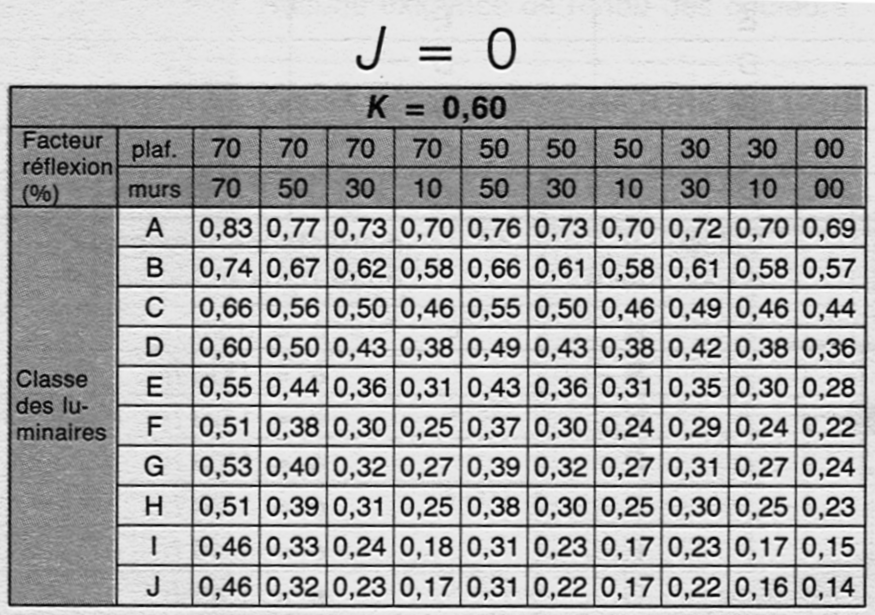 J = 0
K = 0,60
Facteur réflexion (%) plaf. 70 70 70 70 50 50 50 30 30 00
murs 70 50 30 10 50 30 10 30 10 00
Classe des lu-minaires
A 0,83 0,77 0,73 0,70 0,76 0,73 0,70 0,72 0,70 0,69
B 0,74 0,67 0,62 0,58 0,66 0,61 0,58 0,61 0,58 0,57
C 0,66 0,56 0,50 0,46 0,55 0,50 0,46 0,49 0,46 0,44
D 0,60 0,50 0,43 0,38 0,49 0,43 0,38 0,42 0,38 0,36
E 0,55 0,44 0,36 0,31 0,43 0,36 0,31 0,35 0,30 0,28
F 0,51 0,38 0,30 0,25 0,37 0,30 0,24 0,29 0,24 0,22
G 0,53 0,40 0,32 0,27 0,39 0,32 0,27 0,31 0,27 0,24
H 0,51 0,39 0,31 0,25 0,38 0,30 0,25 0,30 0,25 0,23
I 0,46 0,33 0,24 0,18 0,31 0,23 0,17 0,23 0,17 0,15
J 0,46 0,32 0,23 0,17 0,31 0,22 0,17 0,22 0,16 0,14